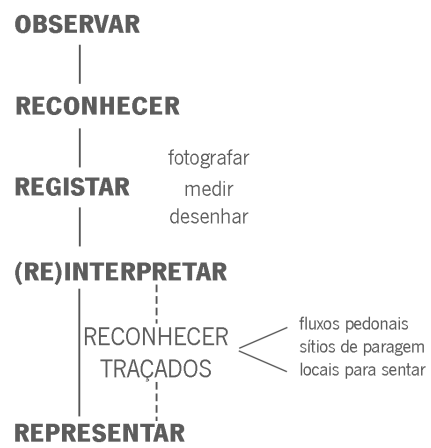 OBSERVAR
RECONHECER
fotografar
REGISTAR
medir
desenhar
(RE)INTERPRETAR
RECONHECER
TRAÇADOS
fluxos pedonais
sítios de paragem
locais para sentar
REPRESENTAR